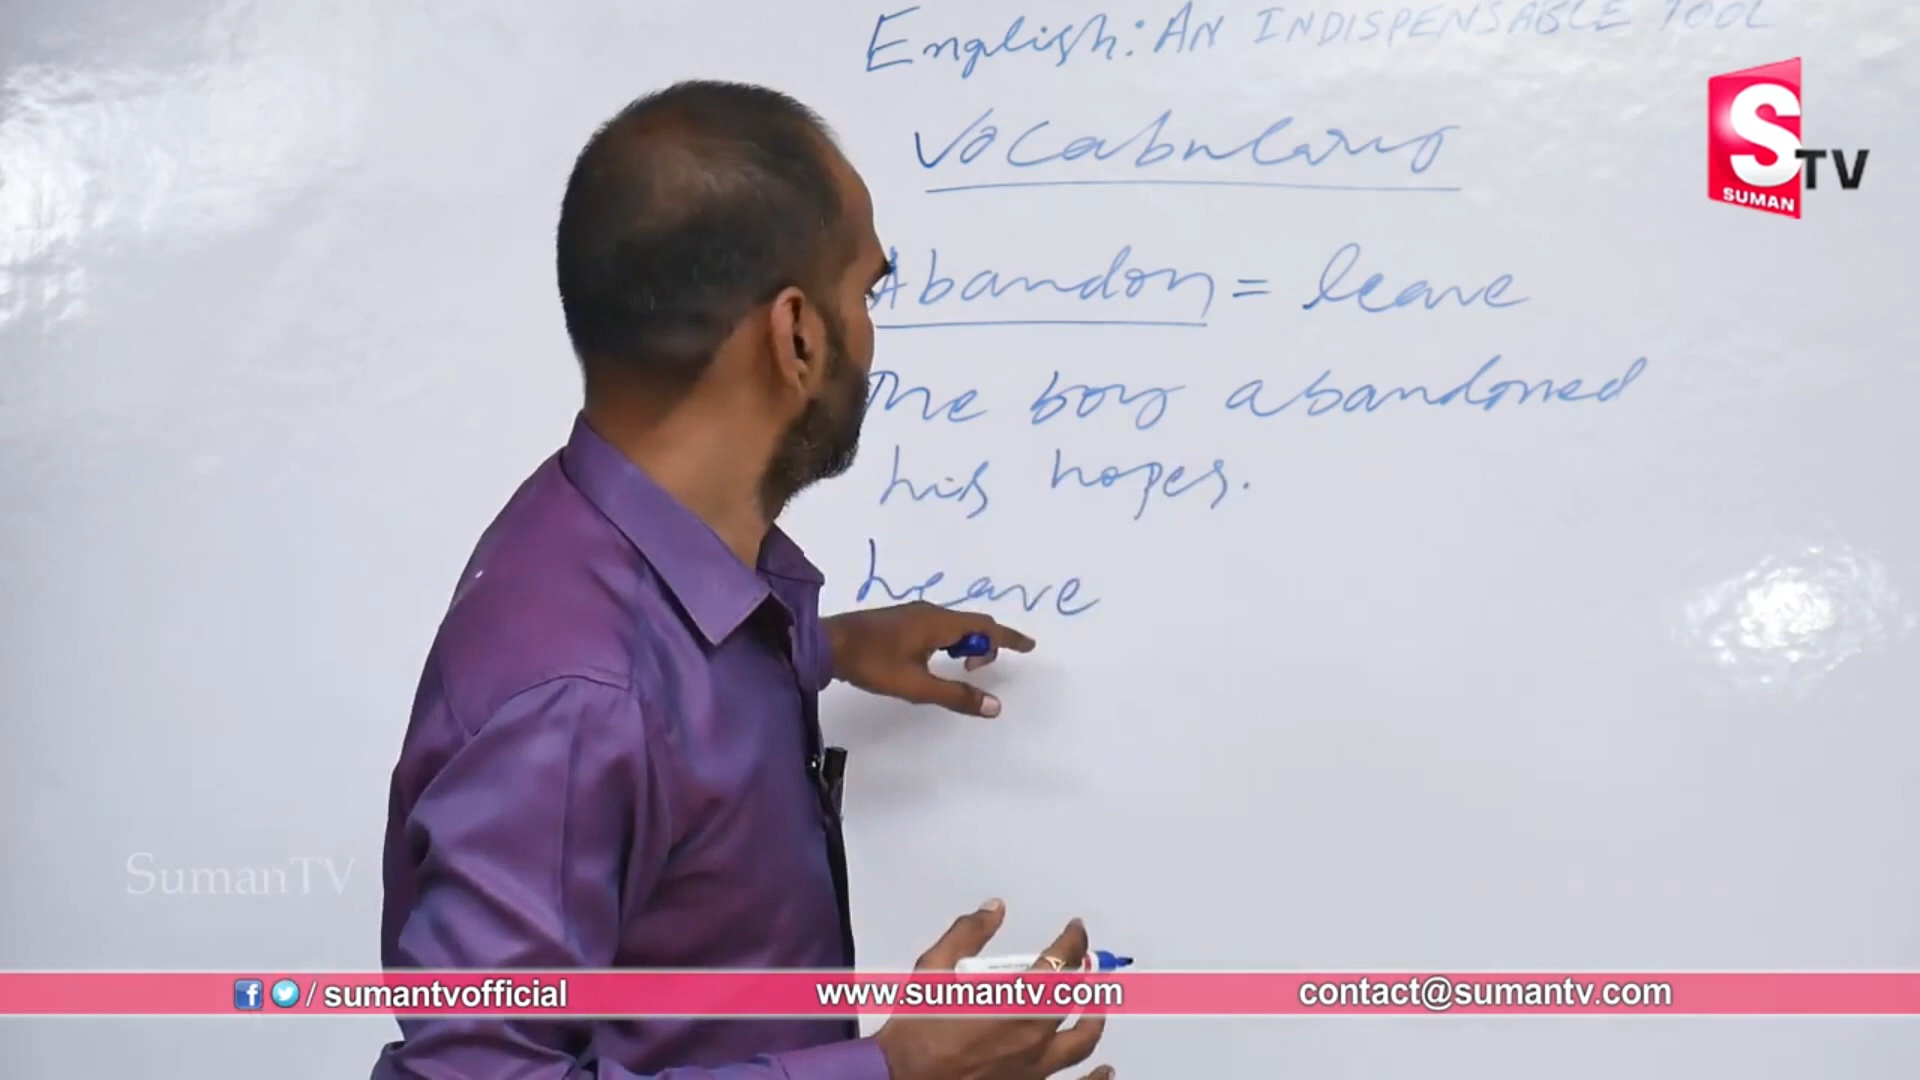 English: AN INDISPENSABLE TOOL
Vocabulary
Abandon = leave
The boy abandoned
his hopes.
Leave
S TV
SUMAN
SumanTV
/ sumantvofficial
www.sumantv.com
contact@sumantv.com